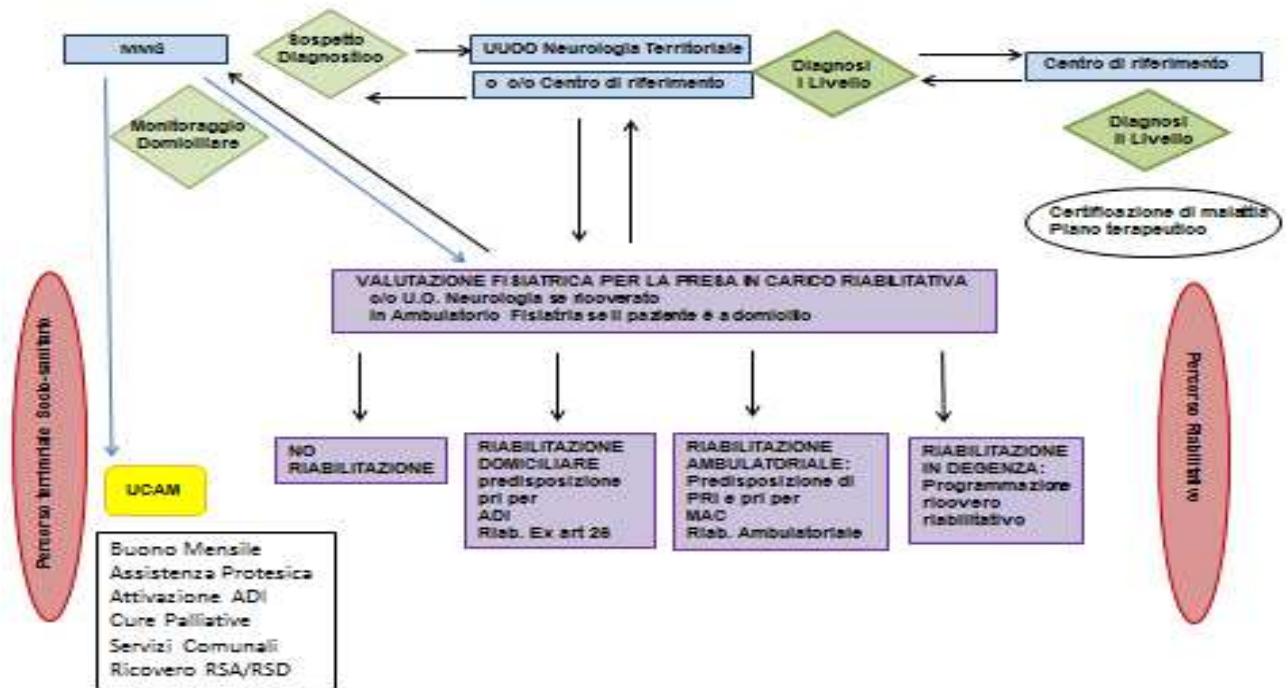 MMG
Sospetto
Diagnostico
UUOO Neurologia Territoriale
o c/o Centro di riferimento
Diagnosi
I Livello
Centro di riferimento
Monitoraggio
Domiciliare
Diagnosi
II Livello
Certificazione di malattia
Piano terapeutico
VALUTAZIONE FISIATRICA PER LA PRESA IN CARICO RIABILITATIVA
c/o U.O. Neurologia se ricoverato
in Ambulatorio Fisiatria se il paziente è a domicilio
Percorso territoriale Socio-sanitario
Percorso Riabilitativo
NO
RIABILITAZIONE
RIABILITAZIONE
DOMICILIARE
predisposizione
pri per
ADI
Riab. Ex art 26
RIABILITAZIONE
AMBULATORIALE:
Predisposizione di
PRI e pri per
MAC
Riab. Ambulatoriale
RIABILITAZIONE
IN DEGENZA:
Programmazione
ricovero
riabilitativo
UCAM
Buono Mensile
Assistenza Protesica
Attivazione ADI
Cure Palliative
Servizi Comunali
Ricovero RSA/RSD